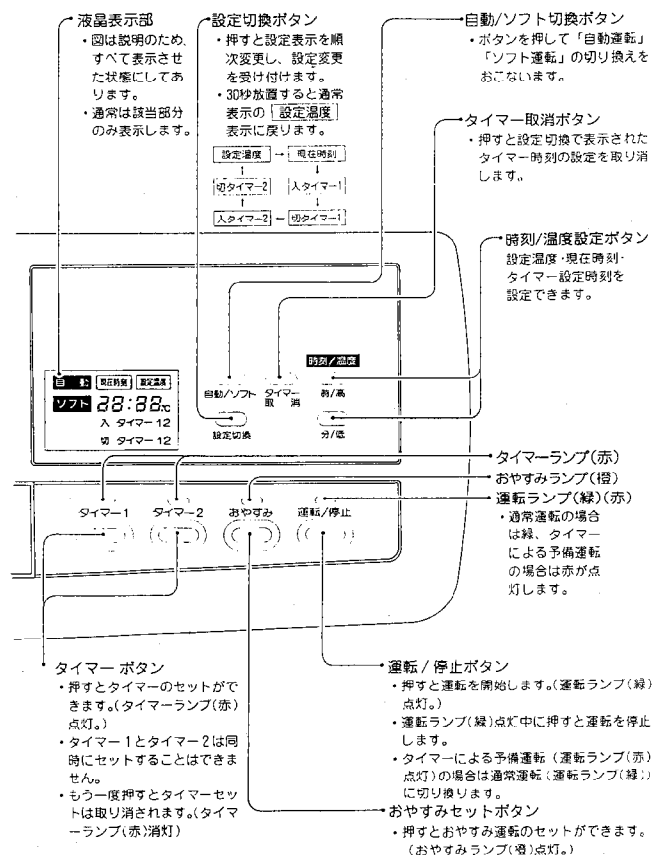 液晶表示部
・図は説明のため、
すべて表示させ
た状態にしてあ
ります。
・通常は該当部分
のみ表示します。
設定切換ボタン
・押すと設定表示を順
次変更し、設定変更
を受け付けます。
・30秒放置すると通常
表示の 設定温度
表示に戻ります。
設定温度 → 現在時刻
↑ ↓
切タイマー2 入タイマー1
↑ ↓
入タイマー2 ← 切タイマー1
自動/ソフト切換ボタン
・ボタンを押して「自動運転」
「ソフト運転」の切り換えを
おこないます。
タイマー取消ボタン
・押すと設定切換で表示された
タイマー時刻の設定を取り消
します。
時刻/温度設定ボタン
設定温度・現在時刻・
タイマー設定時刻を
設定できます。
時刻/温度
自動 現在時刻 設定温度
ソフト 88:88℃
入 タイマー 12
切 タイマー 12
自動/ソフト タイマー取消 時/高
設定切換 分/低
タイマーランプ(赤)
おやすみランプ(橙)
運転ランプ(緑)(赤)
・通常運転の場合
は緑、タイマー
による予備運転
の場合は赤が点
灯します。
タイマー1 タイマー2 おやすみ 運転/停止
タイマー ボタン
・押すとタイマーのセットがで
きます。(タイマーランプ(赤)
点灯。)
・タイマー1とタイマー2は同
時にセットすることはできま
せん。
・もう一度押すとタイマーセッ
トは取り消されます。(タイマ
ーランプ(赤)消灯)
運転/停止ボタン
・押すと運転を開始します。(運転ランプ(緑)
点灯。)
・運転ランプ(緑)点灯中に押すと運転を停止
します。
・タイマーによる予備運転(運転ランプ(赤)
点灯)の場合は通常運転(運転ランプ(緑))
に切り換ります。
おやすみセットボタン
・押すとおやすみ運転のセットができます。
(おやすみランプ(橙)点灯。)